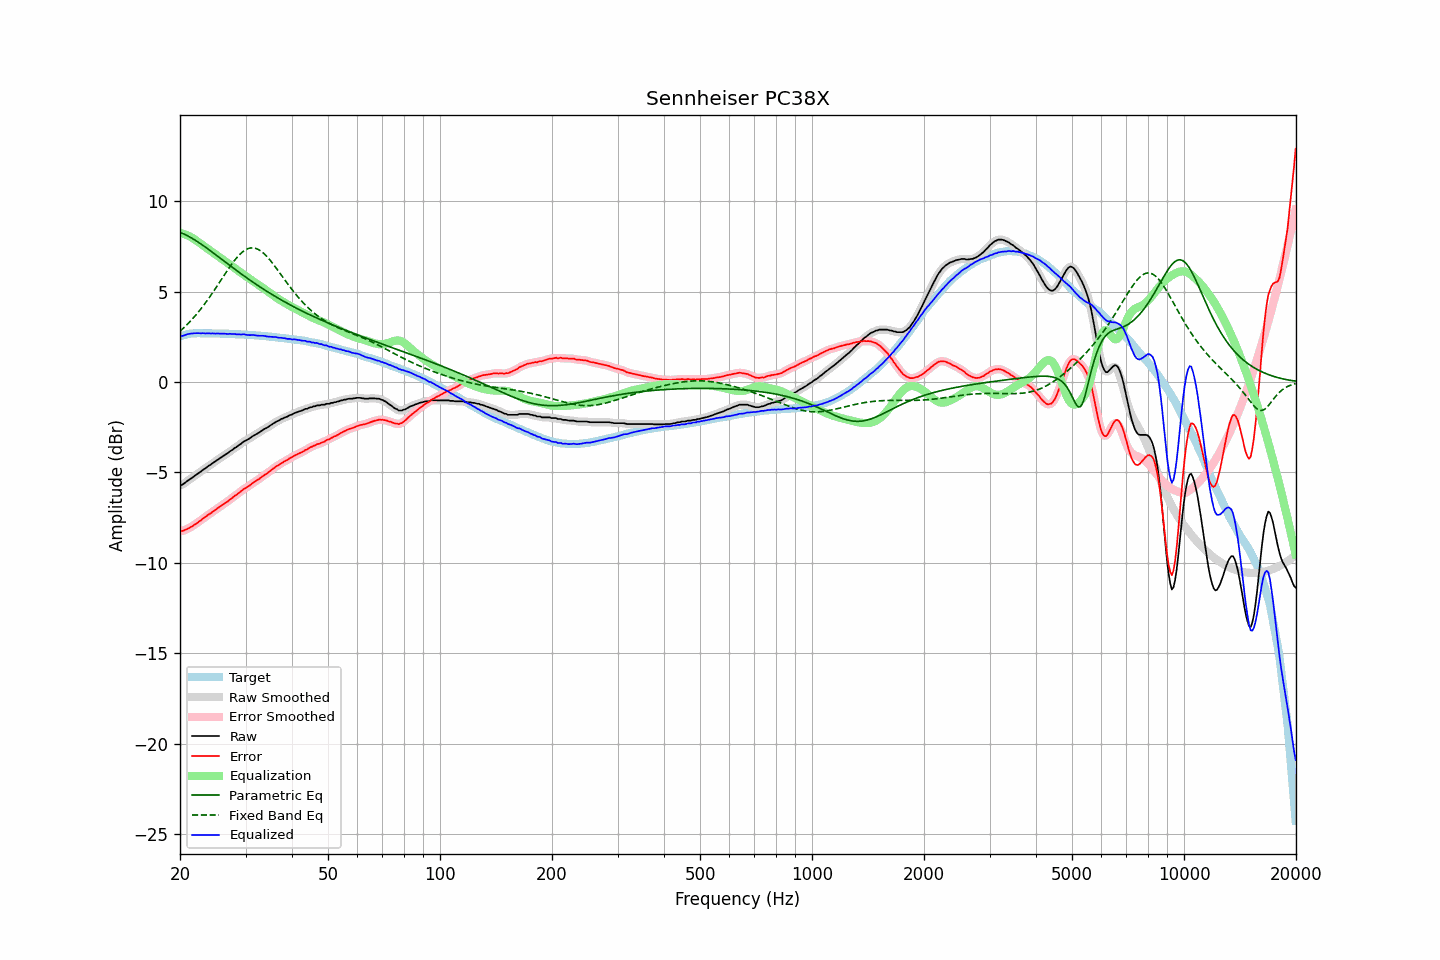 Sennheiser PC38X
Amplitude (dBr)
10
5
0
−5
−10
−15
−20
−25
Target
Raw Smoothed
Error Smoothed
Raw
Error
Equalization
Parametric Eq
Fixed Band Eq
Equalized
20 50 100 200 500 1000 2000 5000 10000 20000
Frequency (Hz)